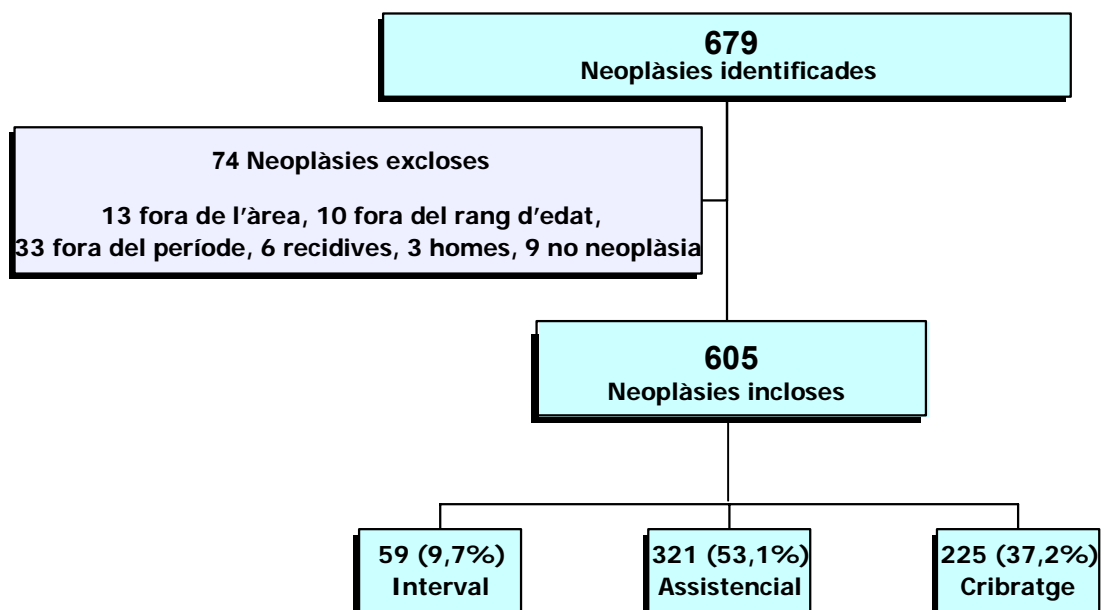 679
Neoplàsies identificades
74 Neoplàsies excloses
13 fora de l'àrea, 10 fora del rang d'edat,
33 fora del període, 6 recidives, 3 homes, 9 no neoplàsia
605
Neoplàsies incloses
59 (9,7%)
Interval
321 (53,1%)
Assistencial
225 (37,2%)
Cribratge